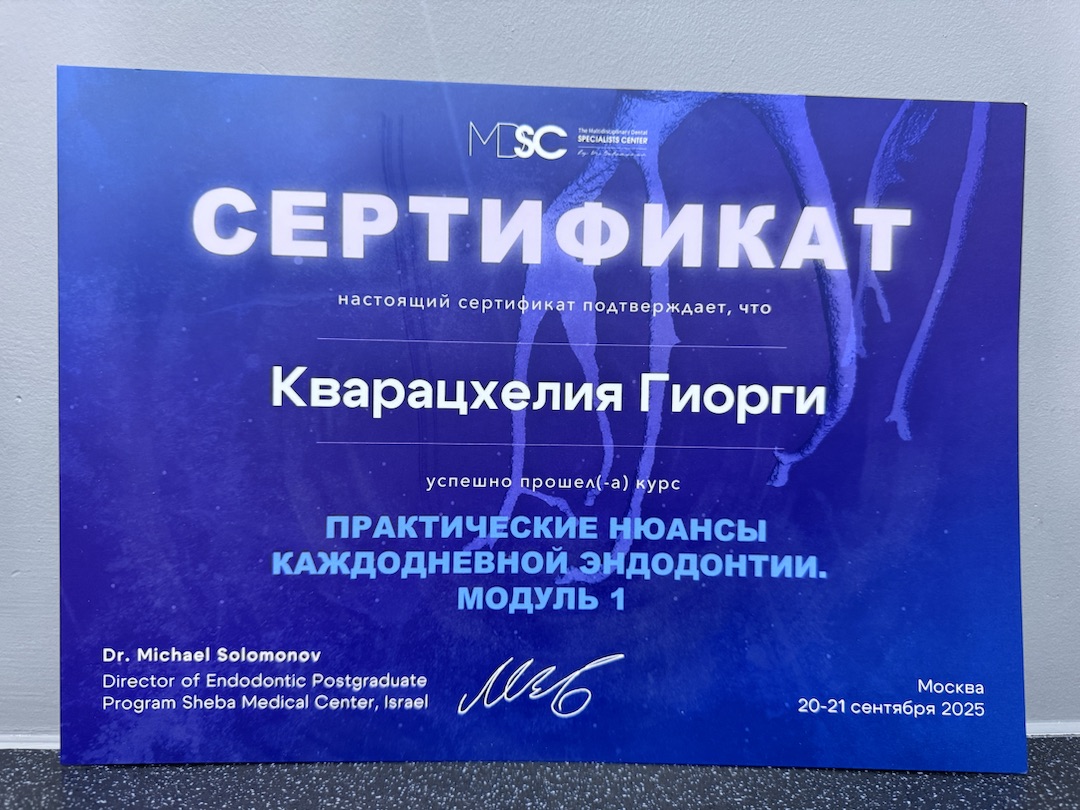 MDSC
The Multidisciplinary Dental
SPECIALISTS CENTER
СЕРТИФИКАТ
настоящий сертификат подтверждает, что
Кварацхелия Гиорги
успешно прошел(-а) курс
ПРАКТИЧЕСКИЕ НЮАНСЫ
КАЖДОДНЕВНОЙ ЭНДОДОНТИИ.
МОДУЛЬ 1
Dr. Michael Solomonov
Director of Endodontic Postgraduate
Program Sheba Medical Center, Israel
Москва
20-21 сентября 2025